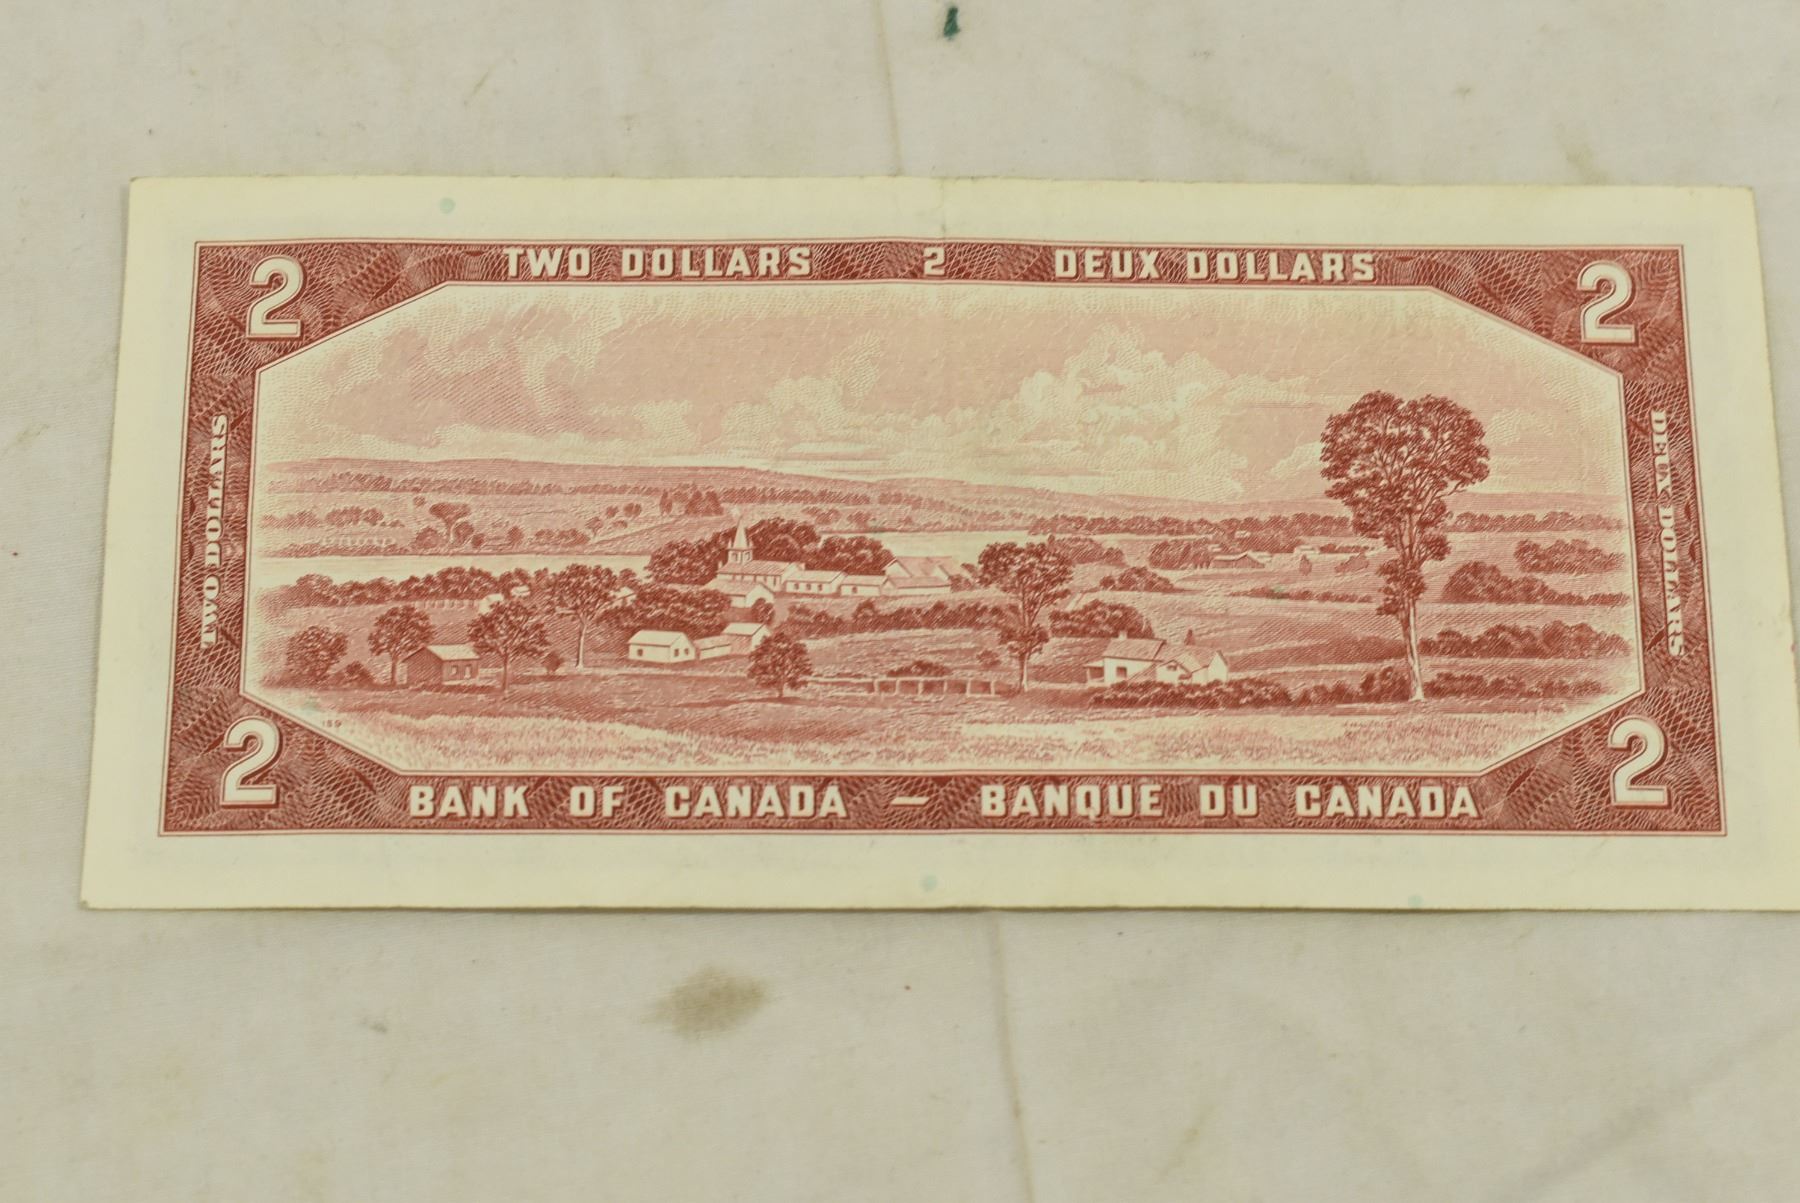 2 TWO DOLLARS 2 DEUX DOLLARS 2
TWO DOLLARS
DEUX DOLLARS
159
2 BANK OF CANADA — BANQUE DU CANADA 2